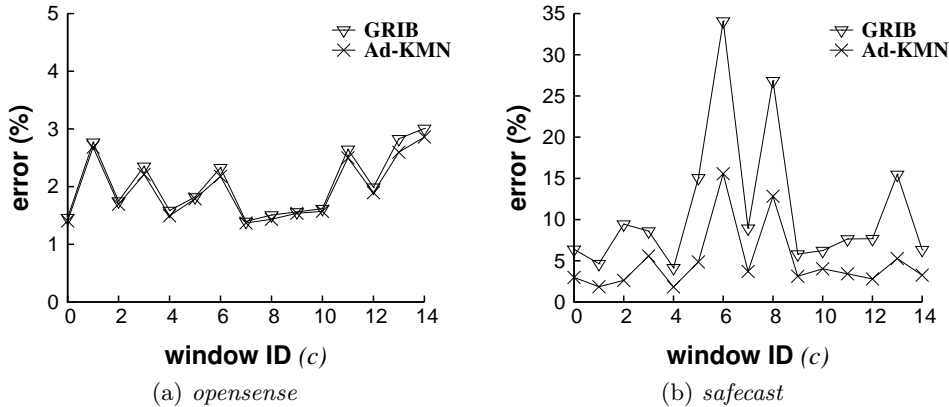 5
4
3
2
1
0
error (%)
0 2 4 6 8 10 12 14
window ID (c)
GRIB
Ad-KMN
(a) opensense
35
30
25
20
15
10
5
0
error (%)
0 2 4 6 8 10 12 14
window ID (c)
GRIB
Ad-KMN
(b) safecast